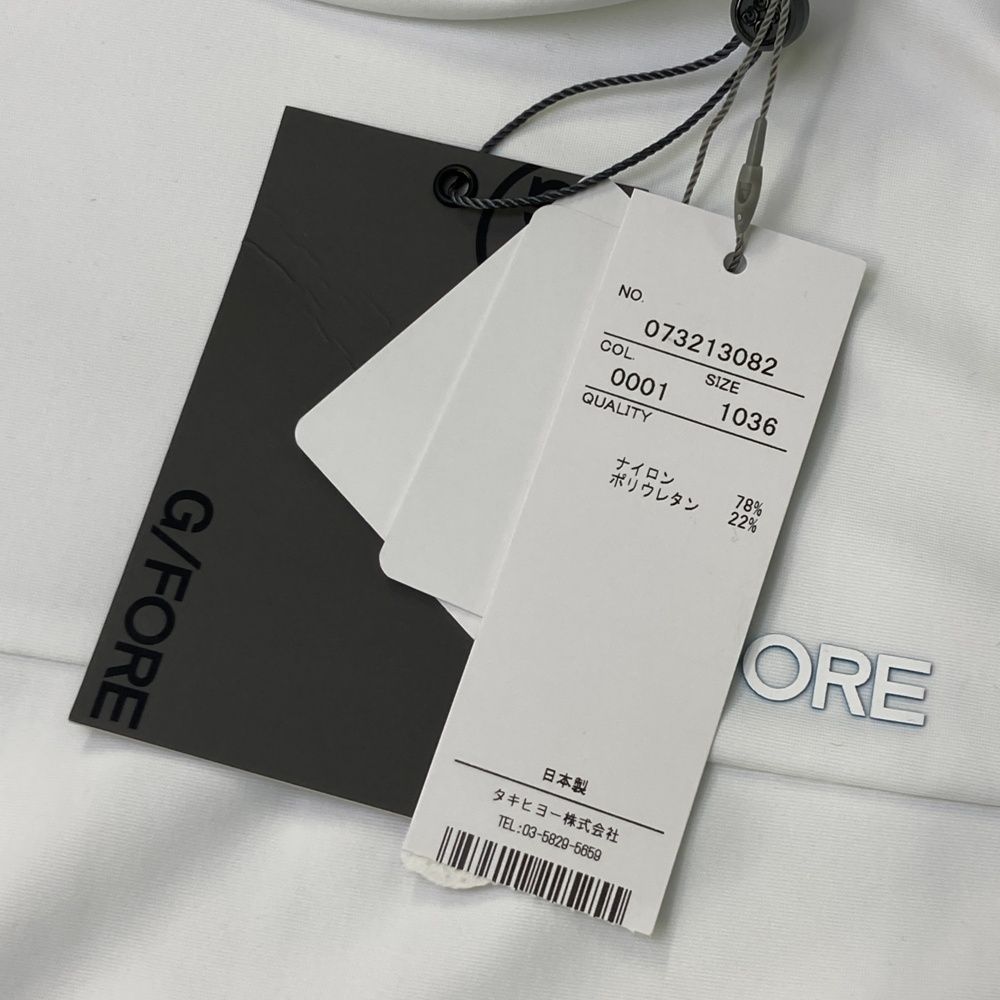 NO.
073213082
COL.
SIZE
0001
1036
QUALITY
ナイロン 78%
ポリウレタン 22%
日本製
タキヒヨー株式会社
TEL:03-5829-5659
G/FORE
ORE